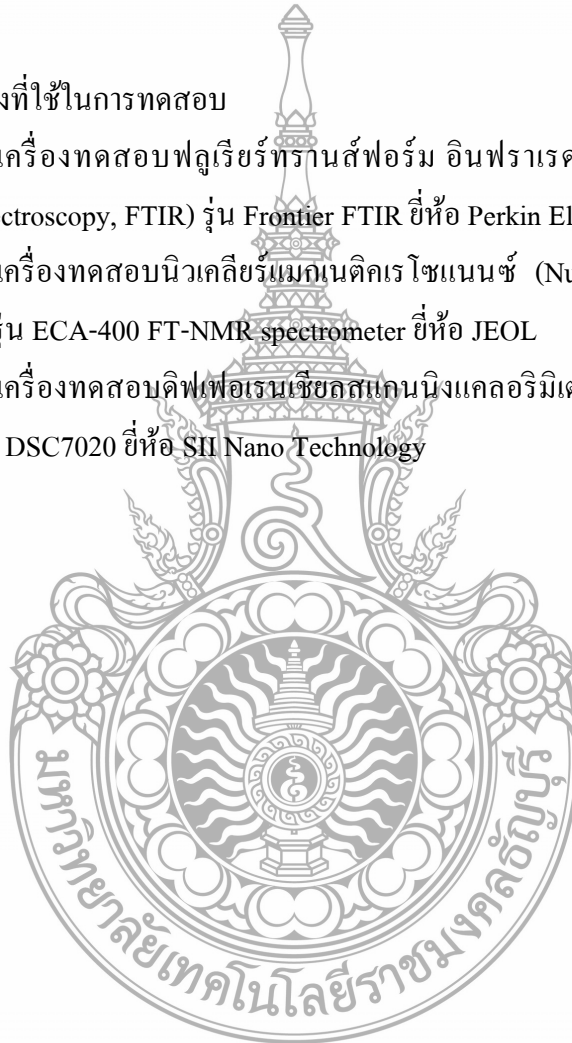 งที่ใช้ในการทดสอบ
เครื่องทดสอบฟลูเรียร์ทรานส์ฟอร์ม อินฟราเรด
ctroscopy, FTIR) รุ่น Frontier FTIR ยี่ห้อ Perkin El
เครื่องทดสอบนิวเคลียร์แมกเนติคเรโซแนนซ์ (Nu
รุ่น ECA-400 FT-NMR spectrometer ยี่ห้อ JEOL
เครื่องทดสอบดิฟเฟอเรนเชียลสแกนนิงแคลอริมิเต
DSC7020 ยี่ห้อ SII Nano Technology
มหาวิทยาลัยเทคโนโลยีราชมงคลธัญบุรี